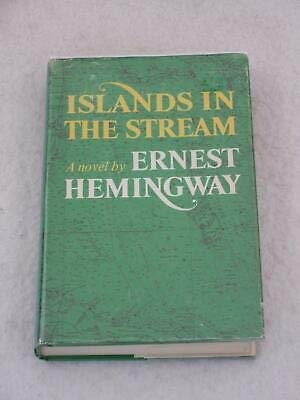 ISLANDS IN
THE STREAM
A novel by ERNEST
HEMINGWAY